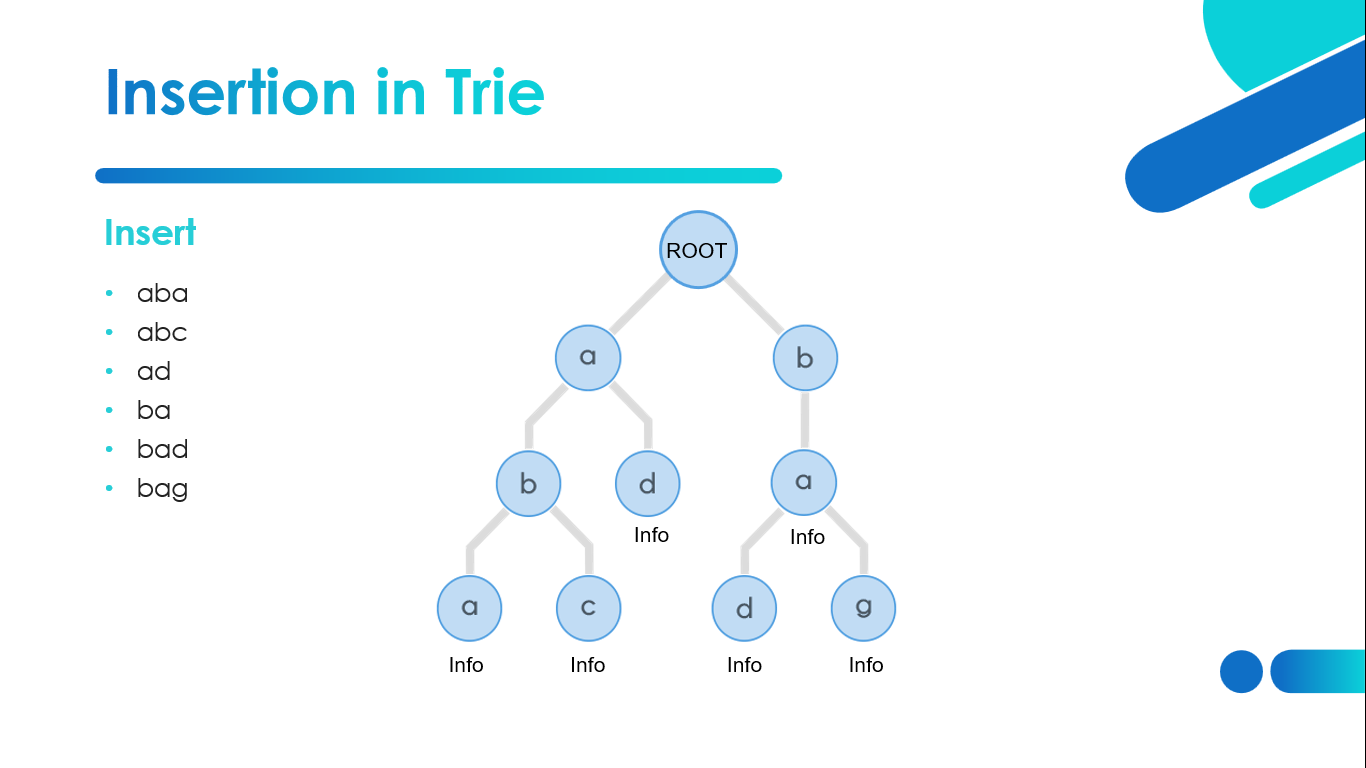 Insertion in Trie
Insert
• aba
• abc
• ad
• ba
• bad
• bag
ROOT
a b
b d a
Info Info
a c d g
Info Info Info Info